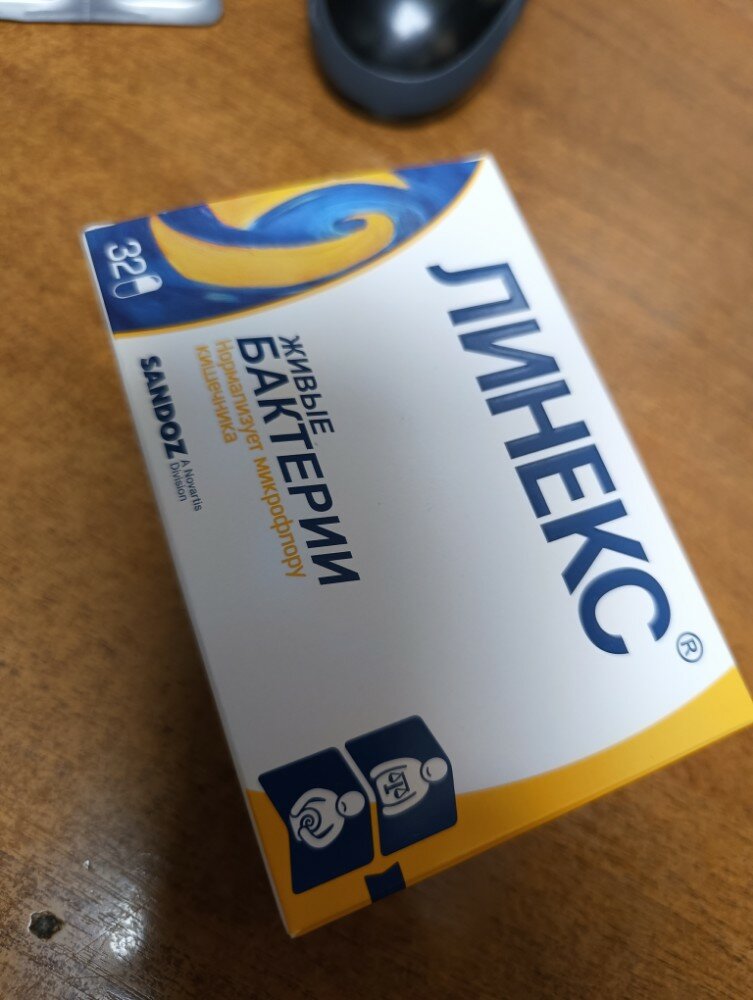 ЛИНЕКС®
ЖИВЫЕ
БАКТЕРИИ
Нормализует микрофлору
кишечника
32
SANDOZ
A Novartis
Division